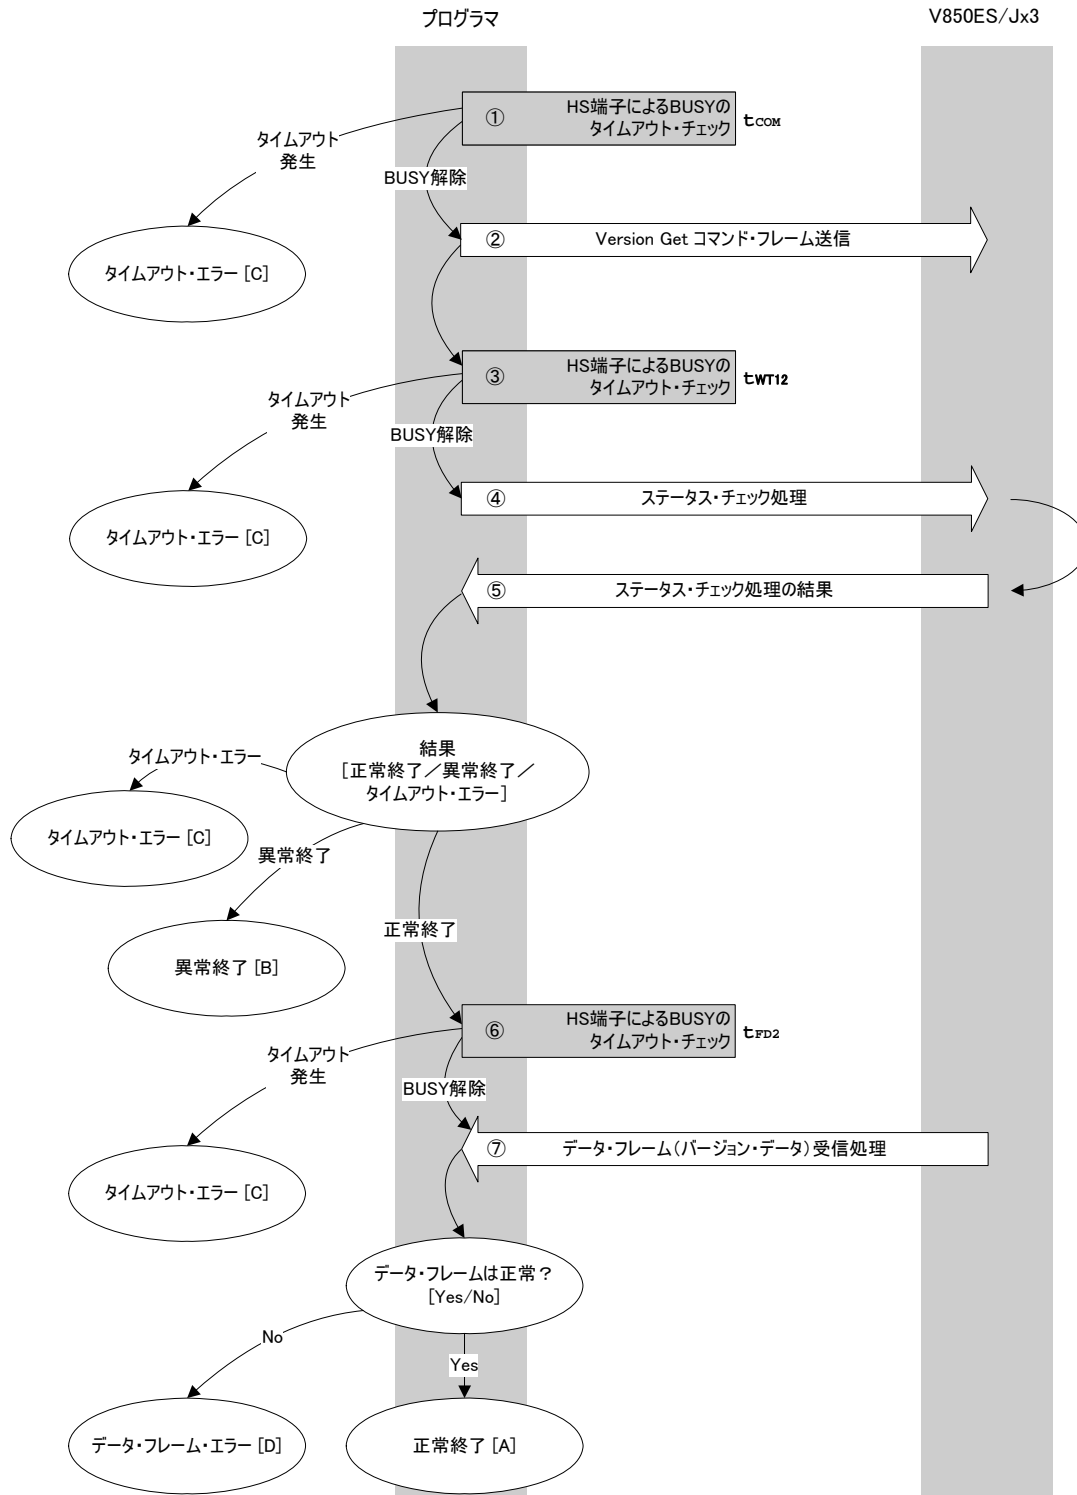 プログラマ
V850ES/Jx3
①
HS端子によるBUSYの
タイムアウト・チェック
tCOM
タイムアウト
発生
BUSY解除
②
Version Get コマンド・フレーム送信
タイムアウト・エラー [C]
③
HS端子によるBUSYの
タイムアウト・チェック
tWT12
タイムアウト
発生
BUSY解除
④
ステータス・チェック処理
タイムアウト・エラー [C]
⑤
ステータス・チェック処理の結果
結果
[正常終了／異常終了／
タイムアウト・エラー]
タイムアウト・エラー
タイムアウト・エラー [C]
異常終了
正常終了
異常終了 [B]
⑥
HS端子によるBUSYの
タイムアウト・チェック
tFD2
タイムアウト
発生
BUSY解除
⑦
データ・フレーム（バージョン・データ）受信処理
タイムアウト・エラー [C]
データ・フレームは正常？
[Yes/No]
No
Yes
データ・フレーム・エラー [D]
正常終了 [A]